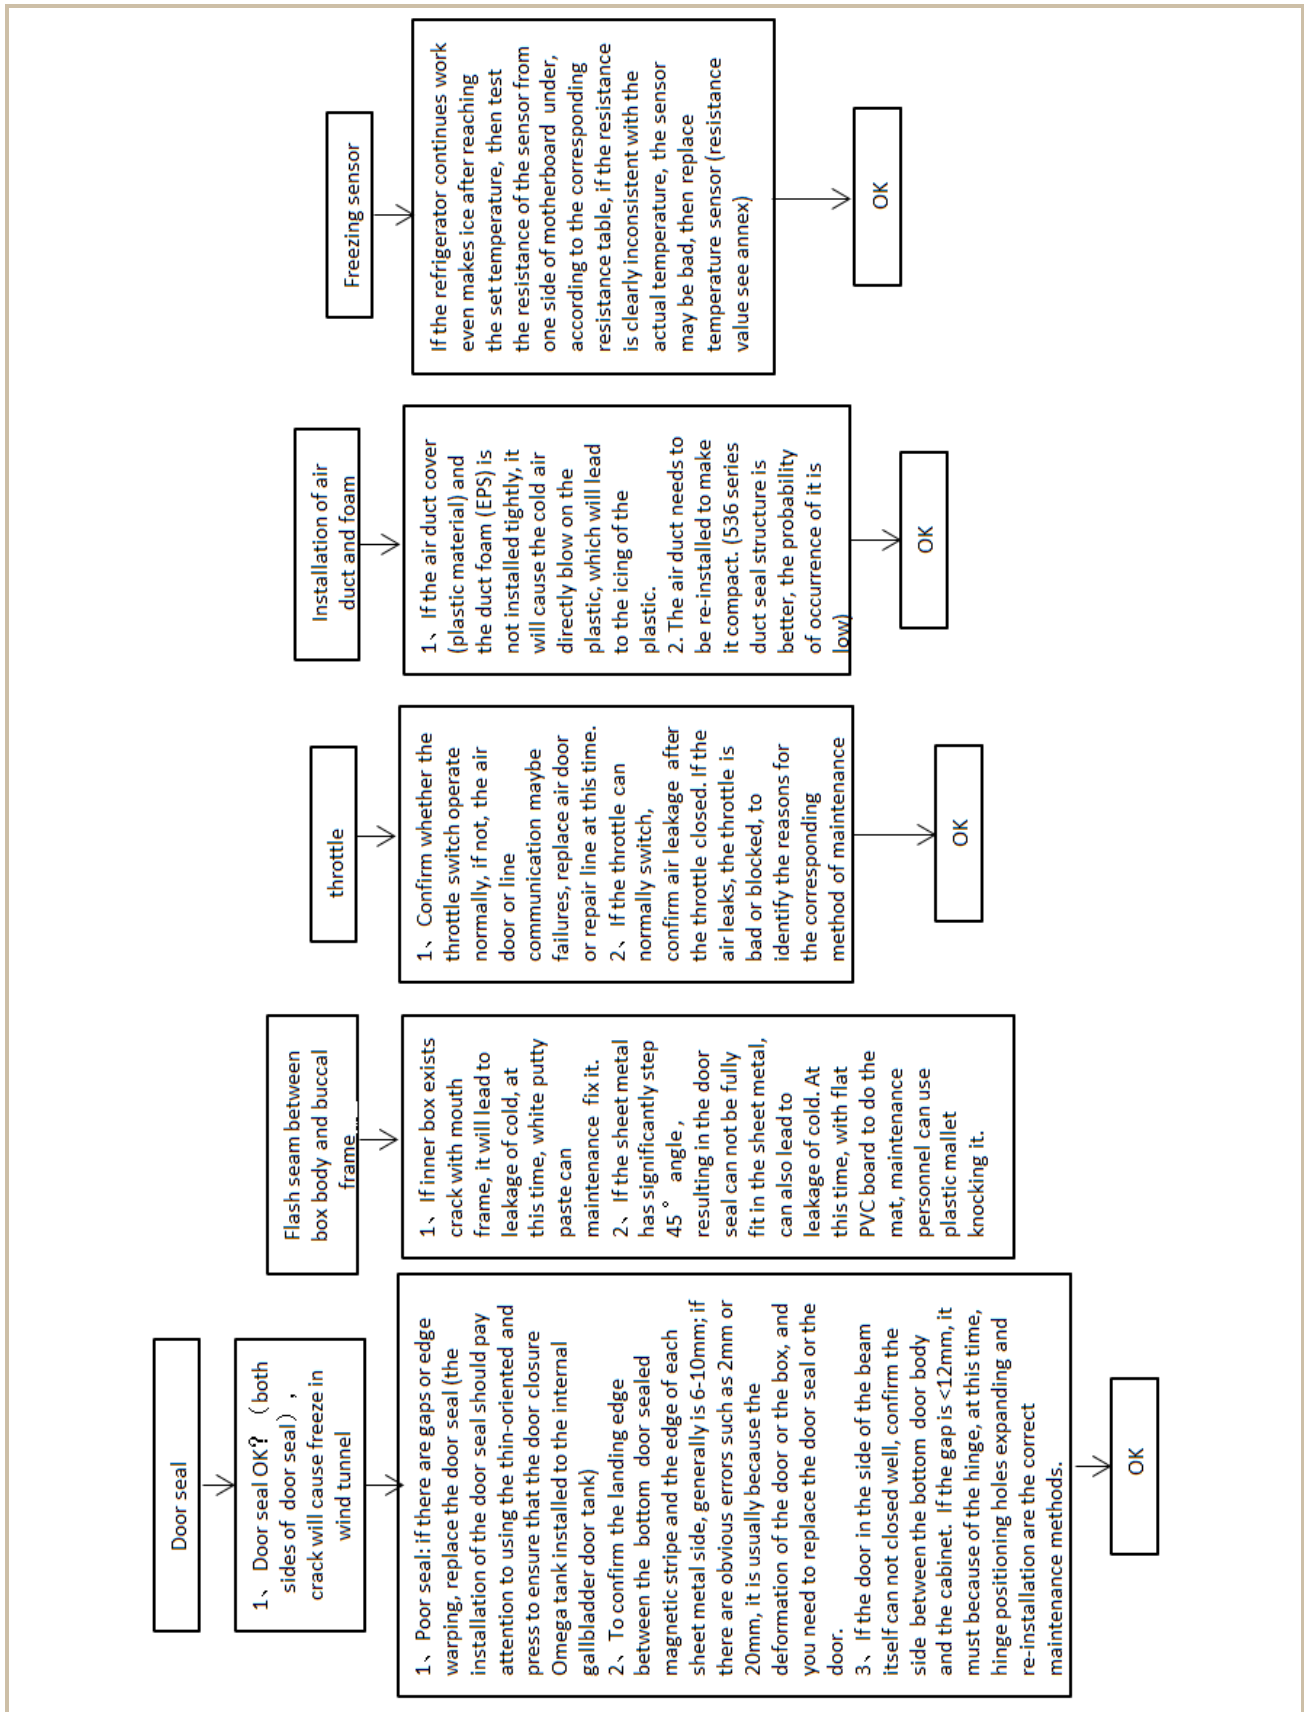 Door seal
1、 Door seal OK? (both
sides of door seal),
crack will cause freeze in
wind tunnel
1、Poor seal: if there are gaps or edge
warping, replace the door seal (the
installation of the door seal should pay
attention to using the thin-oriented and
press to ensure that the door closure
Omega tank installed to the internal
gallbladder door tank)
2、To confirm the landing edge
between the bottom door sealed
magnetic stripe and the edge of each
sheet metal side, generally is 6-10mm; if
there are obvious errors such as 2mm or
20mm, it is usually because the
deformation of the door or the box, and
you need to replace the door seal or the
door.
3、 If the door in the side of the beam
itself can not closed well, confirm the
side between the bottom door body
and the cabinet. If the gap is <12mm, it
must because of the hinge, at this time,
hinge positioning holes expanding and
re-installation are the correct
maintenance methods.
OK
Flash seam between
box body and buccal
frame
1、If inner box exists
crack with mouth
frame, it will lead to
leakage of cold, at
this time, white putty
paste can
maintenance fix it.
2、If the sheet metal
has significantly step
45° angle,
resulting in the door
seal can not be fully
fit in the sheet metal,
can also lead to
leakage of cold. At
this time, with flat
PVC board to do the
mat, maintenance
personnel can use
plastic mallet
knocking it.
throttle
1、Confirm whether the
throttle switch operate
normally, if not, the air
door or line
communication maybe
failures, replace air door
or repair line at this time.
2、If the throttle can
normally switch,
confirm air leakage after
the throttle closed. If the
air leaks, the throttle is
bad or blocked, to
identify the reasons for
the corresponding
method of maintenance
OK
Installation of air
duct and foam
1、If the air duct cover
(plastic material) and
the duct foam (EPS) is
not installed tightly, it
will cause the cold air
directly blow on the
plastic, which will lead
to the icing of the
plastic.
2. The air duct needs to
be re-installed to make
it compact. (536 series
duct seal structure is
better, the probability
of occurrence of it is
low)
OK
Freezing sensor
If the refrigerator continues work
even makes ice after reaching
the set temperature, then test
the resistance of the sensor from
one side of motherboard under,
according to the corresponding
resistance table, if the resistance
is clearly inconsistent with the
actual temperature, the sensor
may be bad, then replace
temperature sensor (resistance
value see annex)
OK